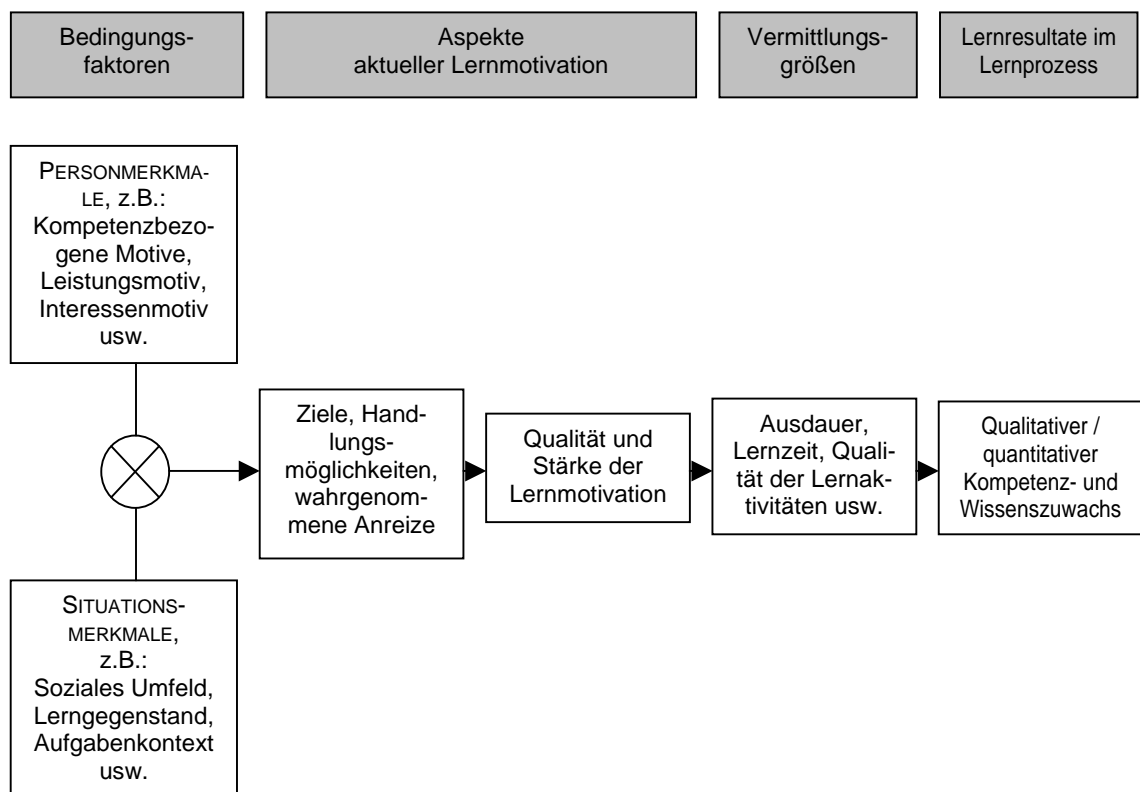 Bedingungs-
faktoren
Aspekte
aktueller Lernmotivation
Vermittlungs-
größen
Lernresultate im
Lernprozess
PERSONMERKMA-
LE, z.B.:
Kompetenzbezo-
gene Motive,
Leistungsmotiv,
Interessenmotiv
usw.
Ziele, Hand-
lungs-
möglichkeiten,
wahrgenom-
mene Anreize
Qualität und
Stärke der
Lernmotivation
Ausdauer,
Lernzeit, Quali-
tät der Lernak-
tivitäten usw.
Qualitativer /
quantitativer
Kompetenz- und
Wissenszuwachs
SITUATIONS-
MERKMALE,
z.B.:
Soziales Umfeld,
Lerngegenstand,
Aufgabenkontext
usw.